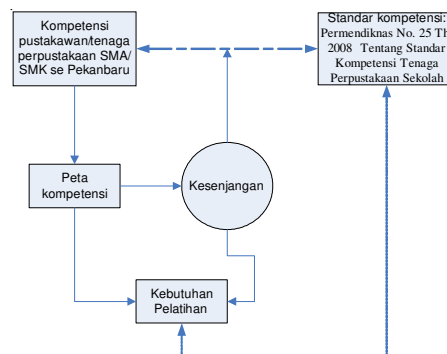 Kompetensi
pustakawan/tenaga
perpustakaan SMA/
SMK se Pekanbaru
Standar kompetensi:
Permendiknas No. 25 Th
2008 Tentang Standar
Kompetensi Tenaga
Perpustakaan Sekolah
Peta
kompetensi
Kesenjangan
Kebutuhan
Pelatihan